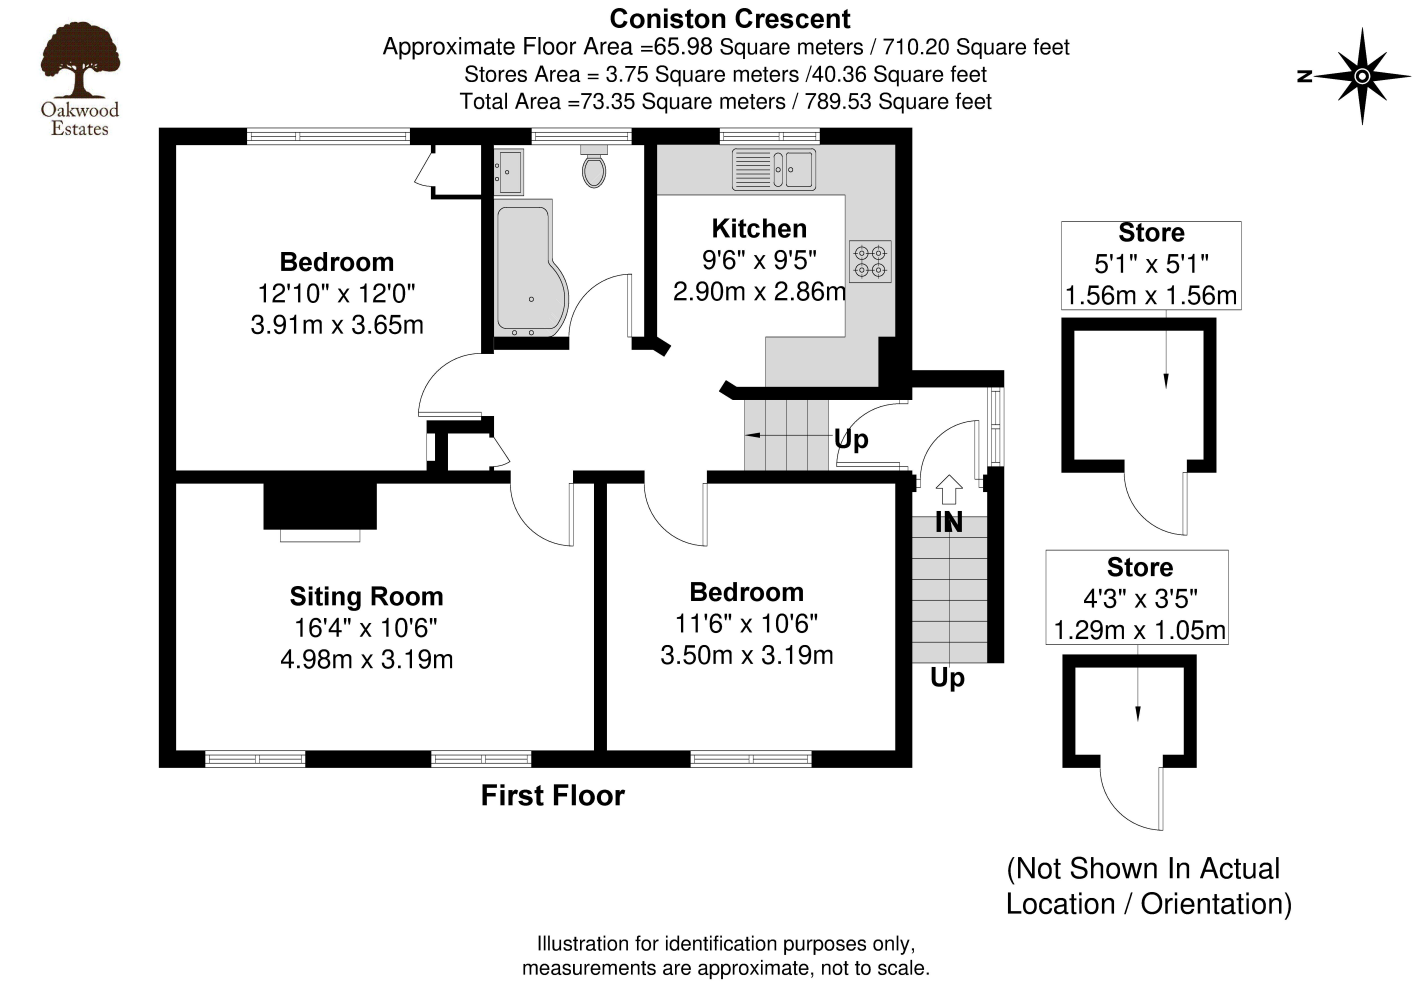 Coniston Crescent
Approximate Floor Area =65.98 Square meters / 710.20 Square feet
Stores Area = 3.75 Square meters /40.36 Square feet
Total Area =73.35 Square meters / 789.53 Square feet
Oakwood
Estates
N
Bedroom
12'10" x 12'0"
3.91m x 3.65m
Kitchen
9'6" x 9'5"
2.90m x 2.86m
Store
5'1" x 5'1"
1.56m x 1.56m
Up
IN
Siting Room
16'4" x 10'6"
4.98m x 3.19m
Bedroom
11'6" x 10'6"
3.50m x 3.19m
Up
Store
4'3" x 3'5"
1.29m x 1.05m
First Floor
(Not Shown In Actual
Location / Orientation)
Illustration for identification purposes only,
measurements are approximate, not to scale.